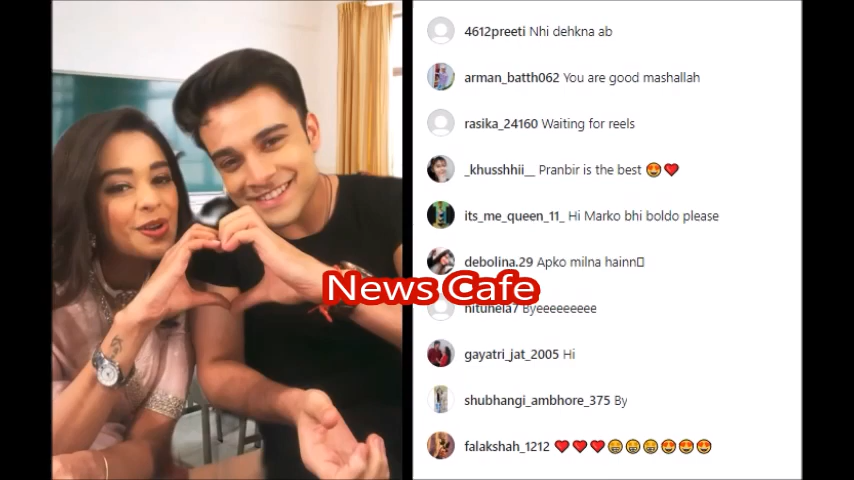 4612preeti Nhi dehkna ab
arman_batth062 You are good mashallah
rasika_24160 Waiting for reels
_khusshhii__ Pranbir is the best 😍❤️
its_me_queen_11_ Hi Marko bhi boldo please
debolina.29 Apko milna hainn
News Cafe
Byeeeeeeeee
gayatri_jat_2005 Hi
shubhangi_ambhore_375 By
falakshah_1212 ❤️❤️❤️😁😁😁😍😍😍